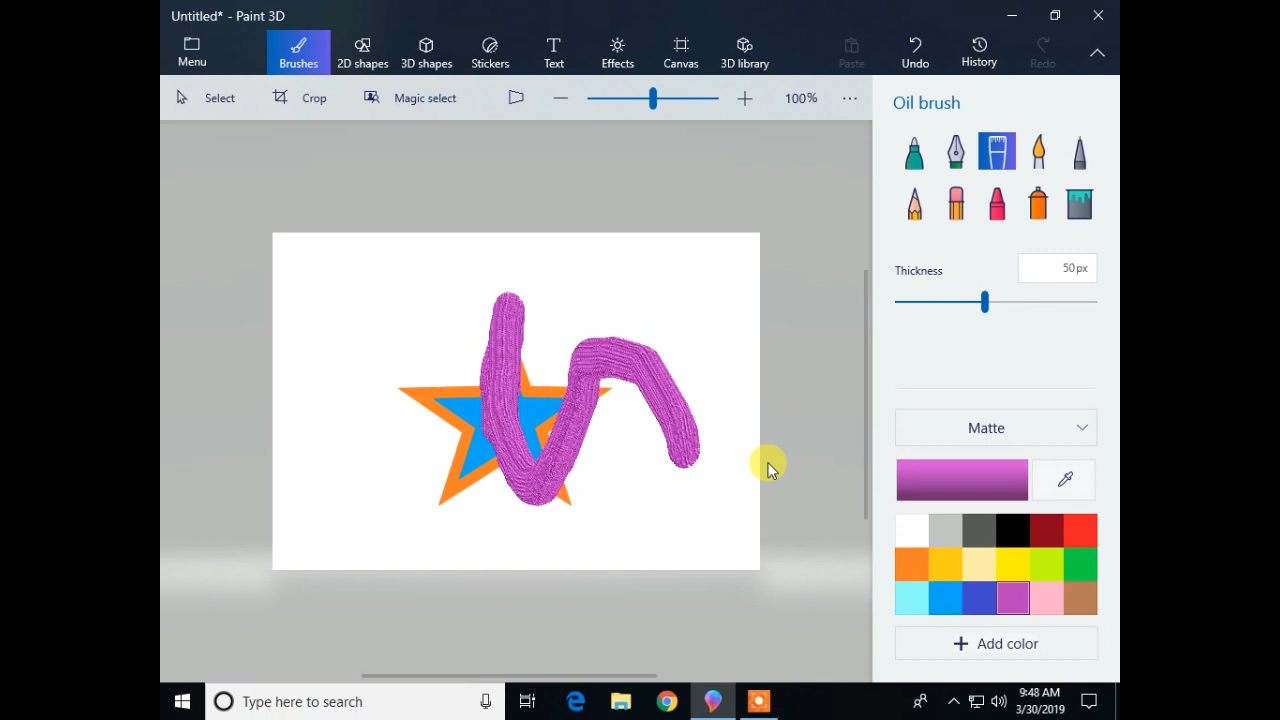 Untitled* - Paint 3D
Menu Brushes 2D shapes 3D shapes Stickers Text Effects Canvas 3D library Paste Undo History Redo
Select Crop Magic select 100%
Oil brush
Thickness 50px
Matte
Add color
Type here to search
9:48 AM
3/30/2019